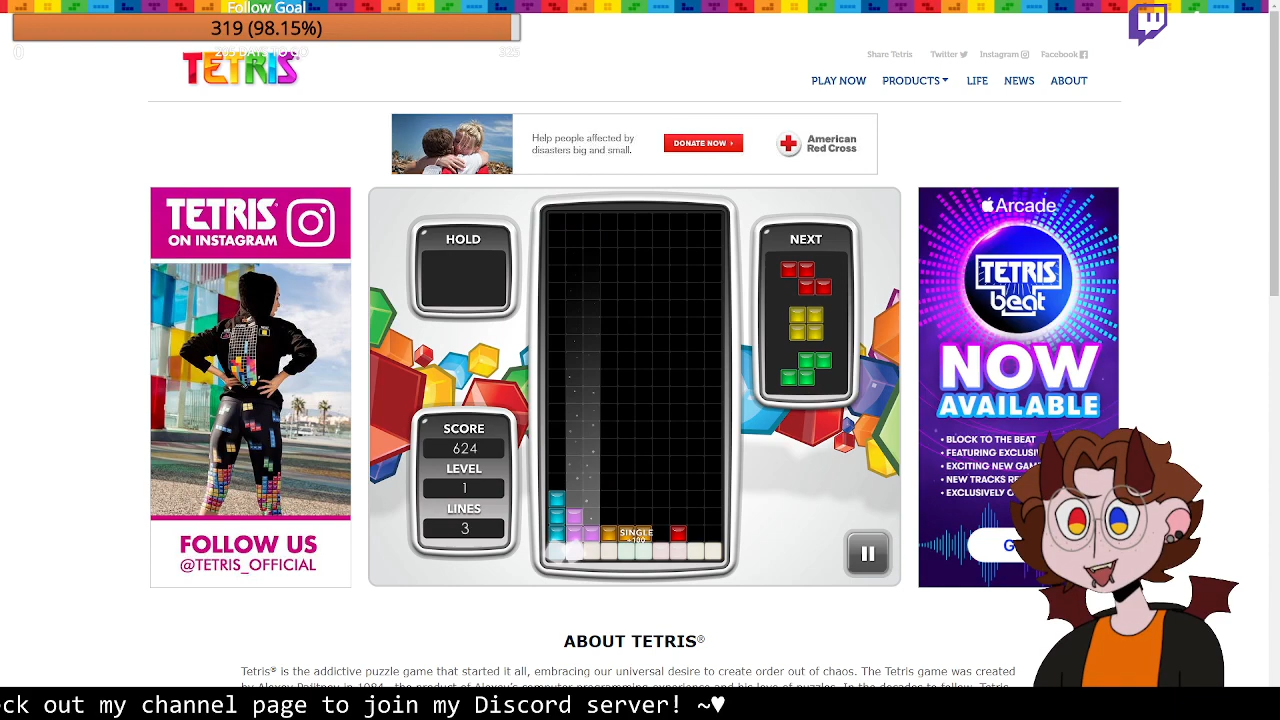 Follow Goal
319 (98.15%)
0
325
TETRIS
Share Tetris
Twitter
Instagram
Facebook
PLAY NOW
PRODUCTS
LIFE
NEWS
ABOUT
Help people affected by
disasters big and small.
DONATE NOW
American
Red Cross
TETRIS
ON INSTAGRAM
FOLLOW US
@TETRIS_OFFICIAL
HOLD
SCORE
624
LEVEL
1
LINES
3
SINGLE
+100
NEXT
Arcade
TETRIS
beat
NOW
AVAILABLE
• BLOCK TO THE BEAT
• FEATURING EXCLUSI
• EXCITING NEW GAM
• NEW TRACKS RE
• EXCLUSIVELY O
G
ABOUT TETRIS®
Tetris® is the addictive puzzle game that started it all, embracing our universal desire to create order out of chaos. The Tetris game was created
eck out my channel page to join my Discord server! ~♥